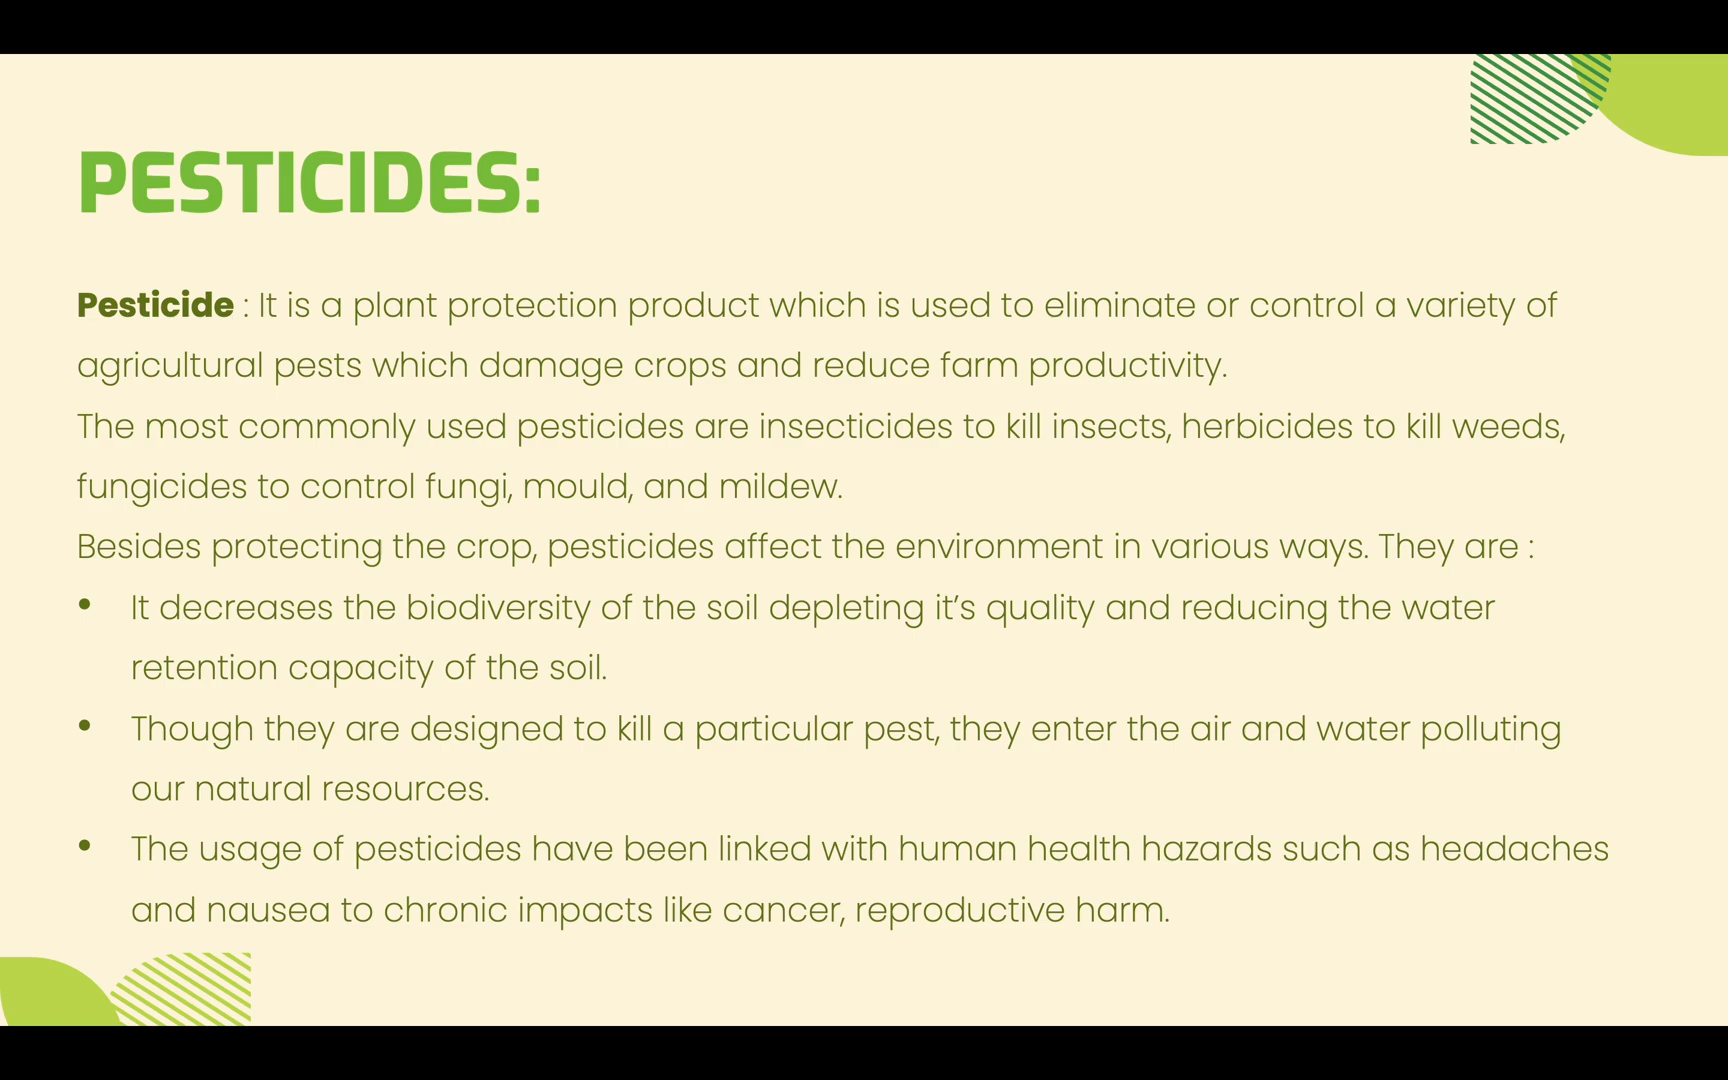 PESTICIDES:
Pesticide : It is a plant protection product which is used to eliminate or control a variety of
agricultural pests which damage crops and reduce farm productivity.
The most commonly used pesticides are insecticides to kill insects, herbicides to kill weeds,
fungicides to control fungi, mould, and mildew.
Besides protecting the crop, pesticides affect the environment in various ways. They are :
• It decreases the biodiversity of the soil depleting it’s quality and reducing the water
retention capacity of the soil.
• Though they are designed to kill a particular pest, they enter the air and water polluting
our natural resources.
• The usage of pesticides have been linked with human health hazards such as headaches
and nausea to chronic impacts like cancer, reproductive harm.